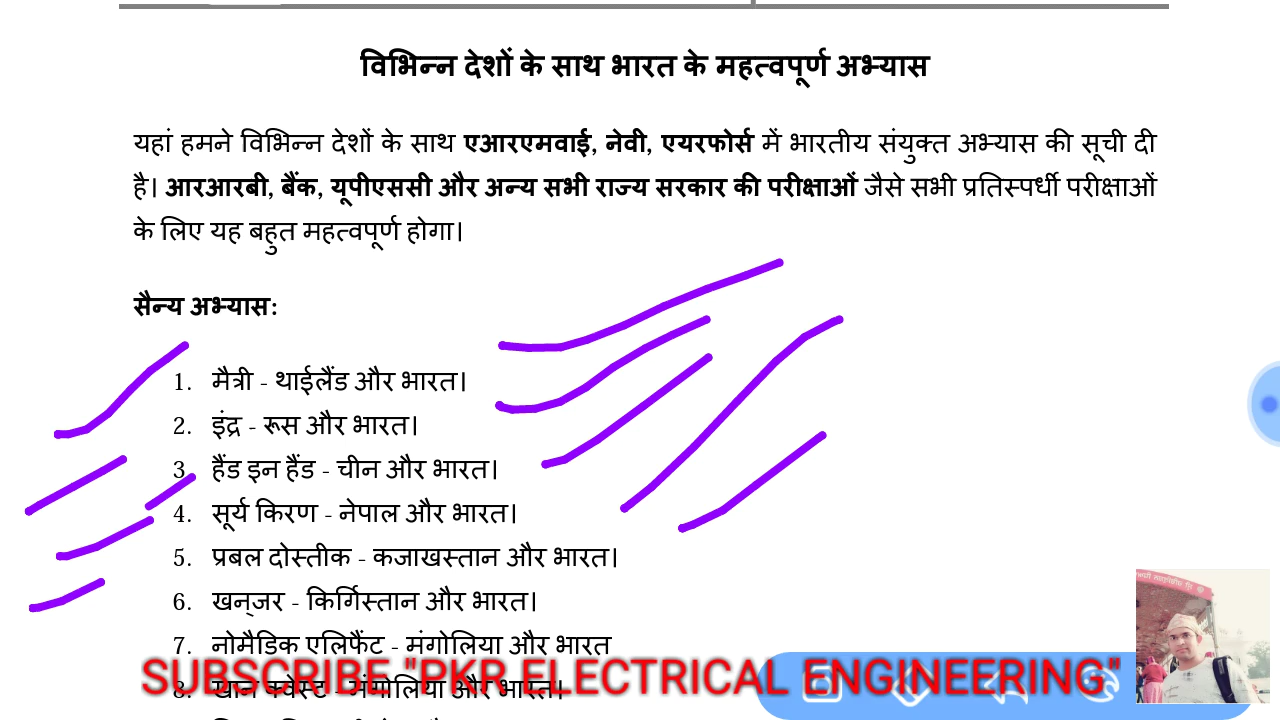 विभिन्न देशों के साथ भारत के महत्वपूर्ण अभ्यास
यहां हमने विभिन्न देशों के साथ एआरएमवाई, नेवी, एयरफोर्स में भारतीय संयुक्त अभ्यास की सूची दी
है। आरआरबी, बैंक, यूपीएससी और अन्य सभी राज्य सरकार की परीक्षाओं जैसे सभी प्रतिस्पर्धी परीक्षाओं
के लिए यह बहुत महत्वपूर्ण होगा।
सैन्य अभ्यास:
1. मैत्री - थाईलैंड और भारत।
2. इंद्र - रूस और भारत।
3. हैंड इन हैंड - चीन और भारत।
4. सूर्य किरण - नेपाल और भारत।
5. प्रबल दोस्तीक - कजाखस्तान और भारत।
6. खन्जर - किर्गिस्तान और भारत।
7. नोमैडिक एलिफैंट - मंगोलिया और भारत
SUBSCRIBE "PKR ELECTRICAL ENGINEERING"
8. खान क्वेस्ट - मंगोलिया और भारत।